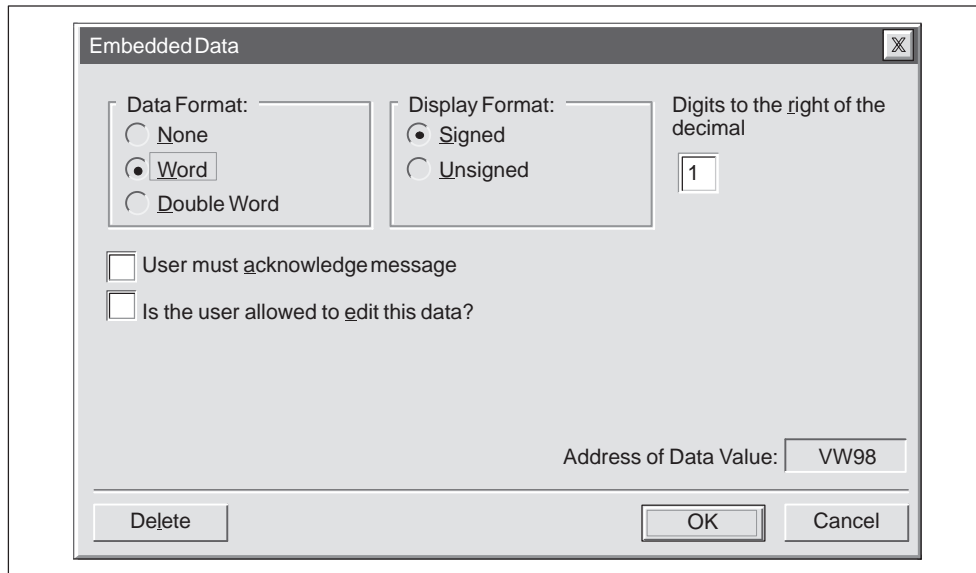 Embedded Data
X
Data Format:
None
Word
Double Word
Display Format:
Signed
Unsigned
Digits to the right of the
decimal
1
User must acknowledge message
Is the user allowed to edit this data?
Address of Data Value: VW98
Delete OK Cancel